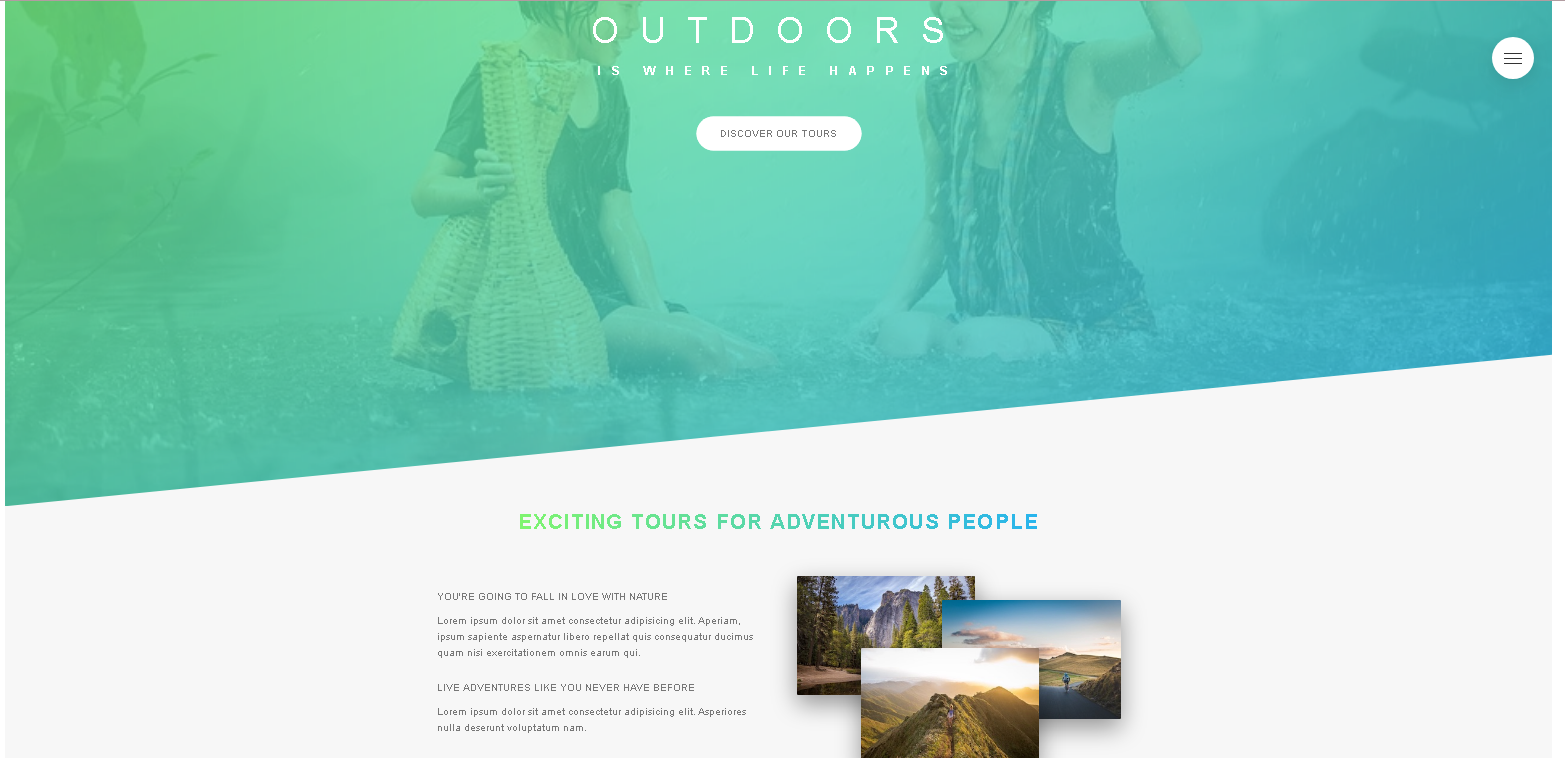 OUTDOORS
IS WHERE LIFE HAPPENS
DISCOVER OUR TOURS
EXCITING TOURS FOR ADVENTUROUS PEOPLE
YOU'RE GOING TO FALL IN LOVE WITH NATURE
Lorem ipsum dolor sit amet consectetur adipisicing elit. Aperiam,
ipsum sapiente aspernatur libero repellat quis consequatur ducimus
quam nisi exercitationem omnis earum qui.
LIVE ADVENTURES LIKE YOU NEVER HAVE BEFORE
Lorem ipsum dolor sit amet consectetur adipisicing elit. Asperiores
nulla deserunt voluptatum nam.